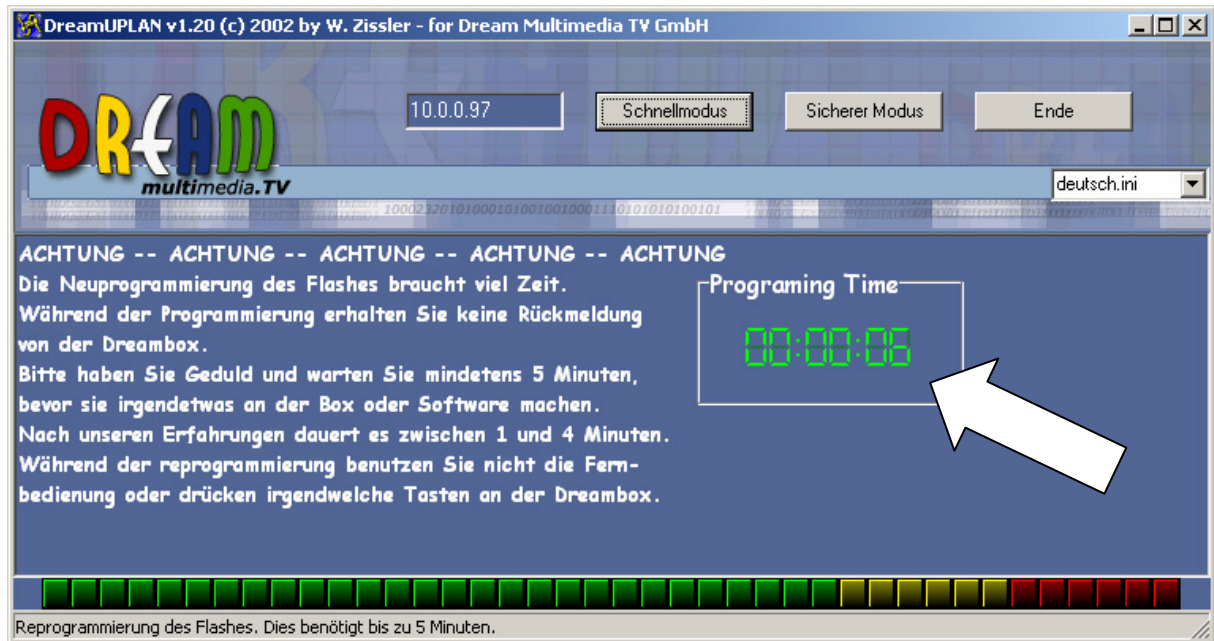 DreamUPLAN v1.20 (c) 2002 by W. Zissler - for Dream Multimedia TV GmbH
DREAM
multimedia.TV
10.0.0.97
Schnellmodus
Sicherer Modus
Ende
deutsch.ini
ACHTUNG -- ACHTUNG -- ACHTUNG -- ACHTUNG -- ACHTUNG
Die Neuprogrammierung des Flashes braucht viel Zeit.
Während der Programmierung erhalten Sie keine Rückmeldung
von der Dreambox.
Bitte haben Sie Geduld und warten Sie mindetens 5 Minuten,
bevor sie irgendetwas an der Box oder Software machen.
Nach unseren Erfahrungen dauert es zwischen 1 und 4 Minuten.
Während der reprogrammierung benutzen Sie nicht die Fern-
bedienung oder drücken irgendwelche Tasten an der Dreambox.
Programing Time
00:00:06
Reprogrammierung des Flashes. Dies benötigt bis zu 5 Minuten.